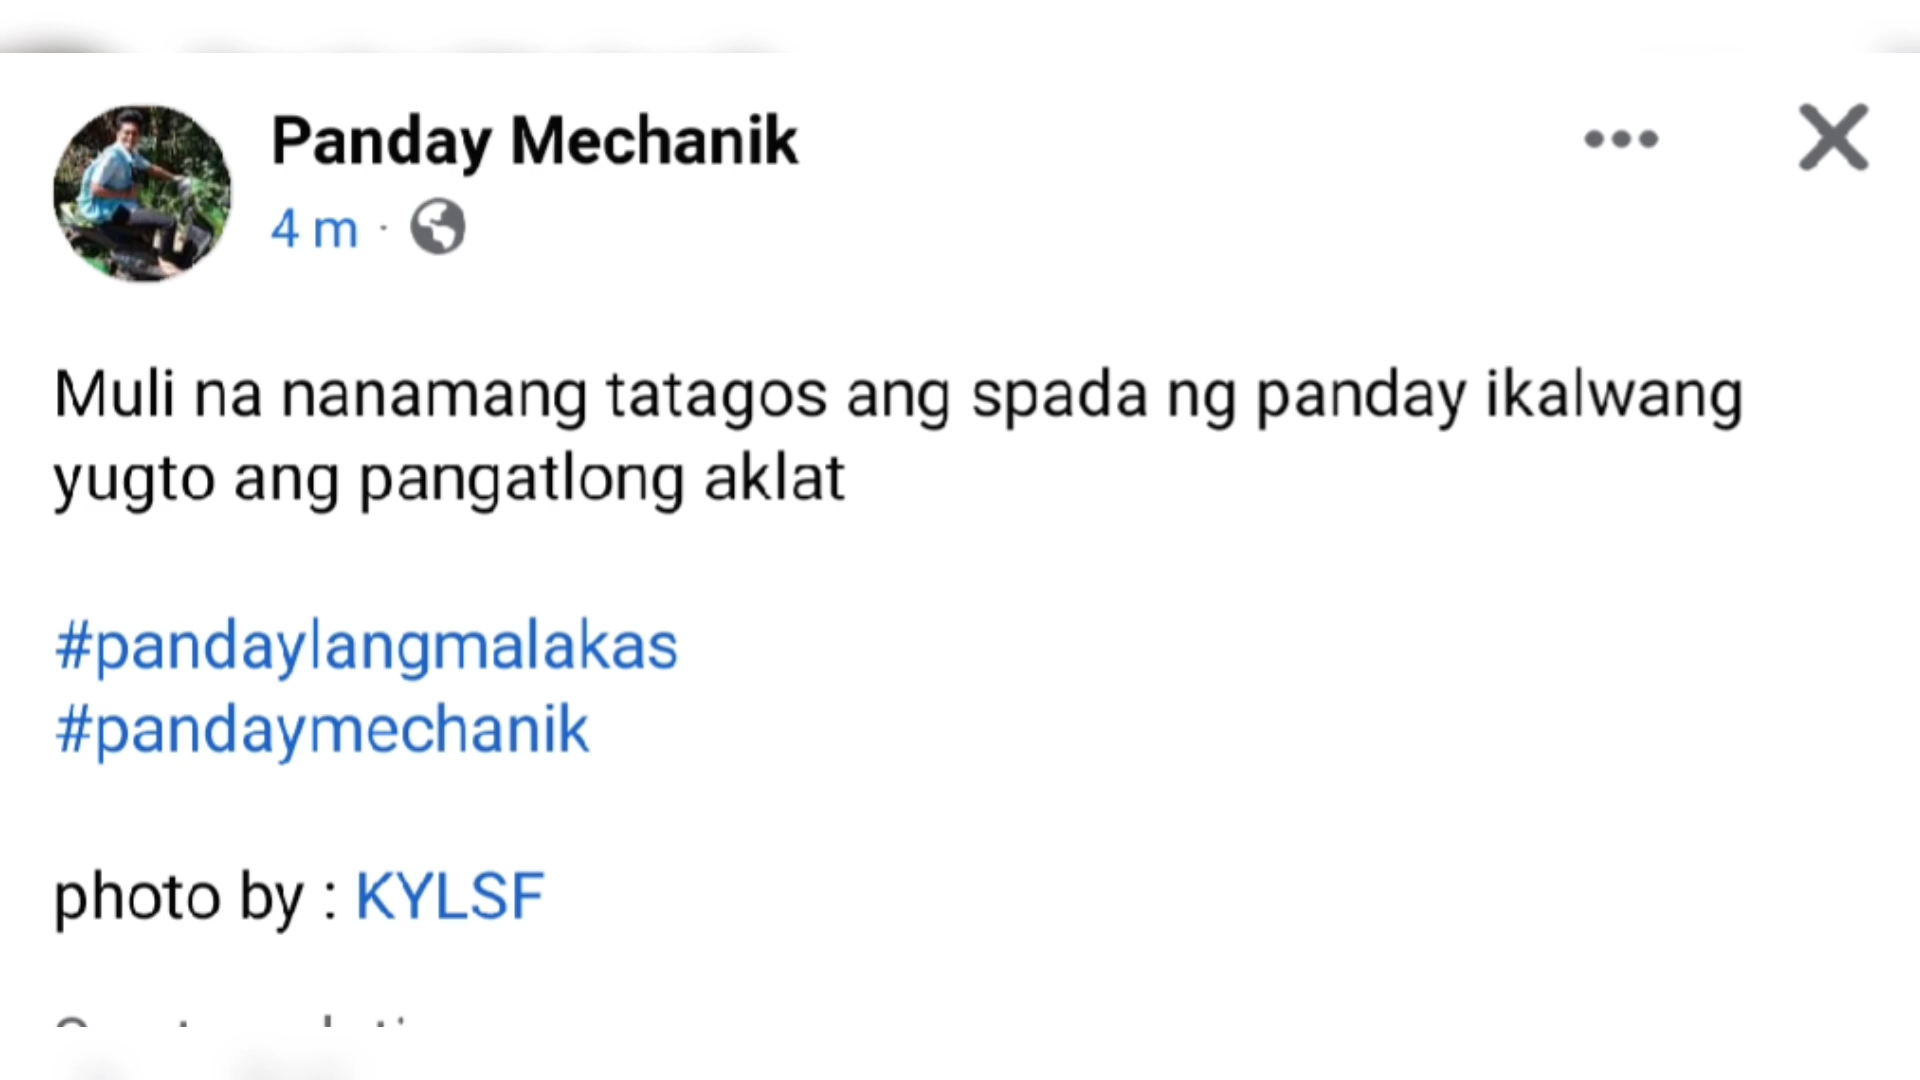 Panday Mechanik
4 m ·
Muli na nanamang tatagos ang spada ng panday ikalwang
yugto ang pangatlong aklat
#pandaylangmalakas
#pandaymechanik
photo by : KYLSF